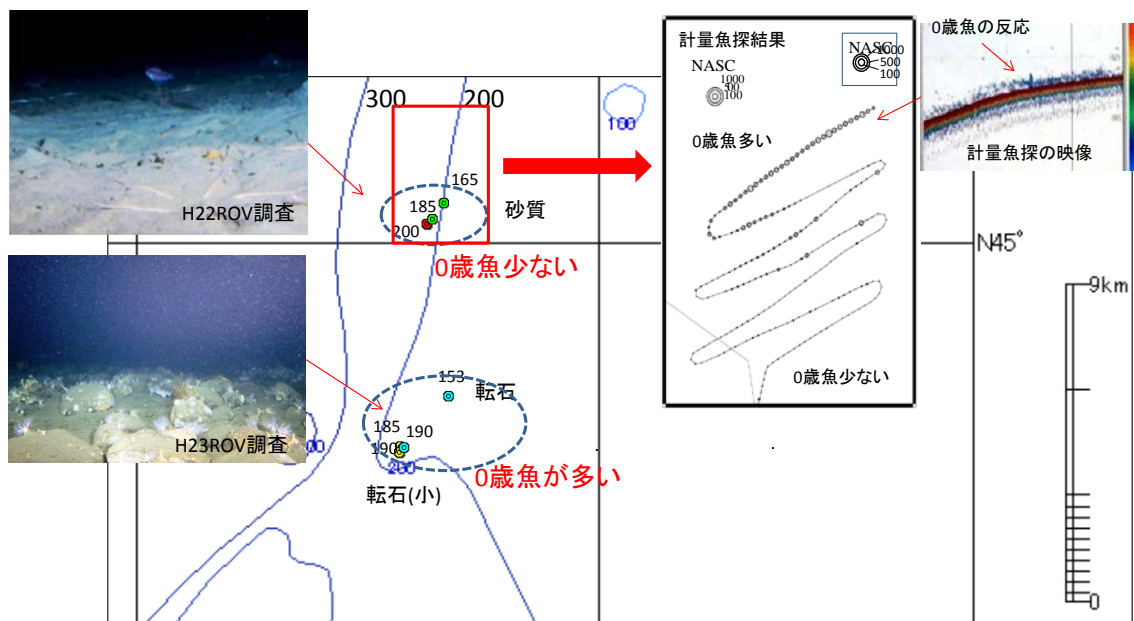 H22ROV調査
H23ROV調査
300
200
165
185
200
砂質
0歳魚少ない
153
転石
185
190
190
200
転石(小)
0歳魚が多い
100
計量魚探結果
NASC
1000
500
100
NASC
1000
500
100
0歳魚多い
0歳魚少ない
0歳魚の反応
計量魚探の映像
N45°
9km
0